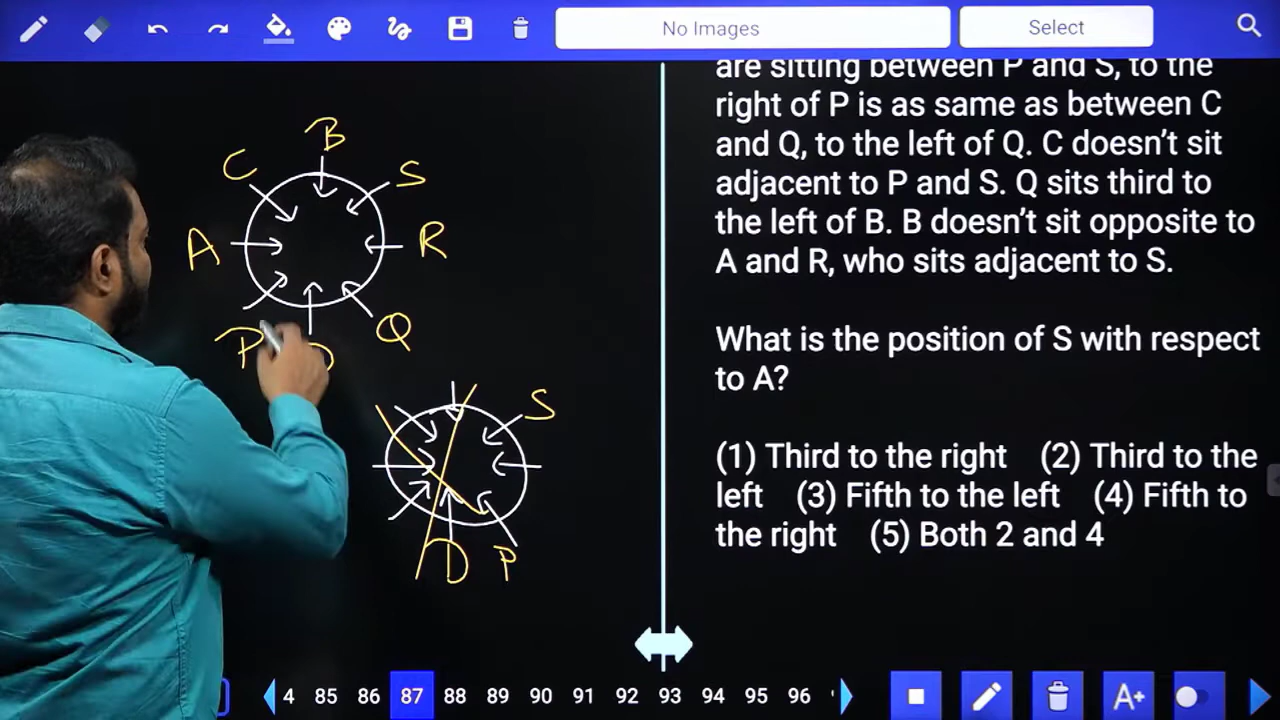 No Images
Select
are sitting between P and S, to the
right of P is as same as between C
and Q, to the left of Q. C doesn't sit
adjacent to P and S. Q sits third to
the left of B. B doesn't sit opposite to
A and R, who sits adjacent to S.
What is the position of S with respect
to A?
(1) Third to the right (2) Third to the
left (3) Fifth to the left (4) Fifth to
the right (5) Both 2 and 4
B
C
S
A
R
P
Q
S
D
P
4 85 86 87 88 89 90 91 92 93 94 95 96
A+